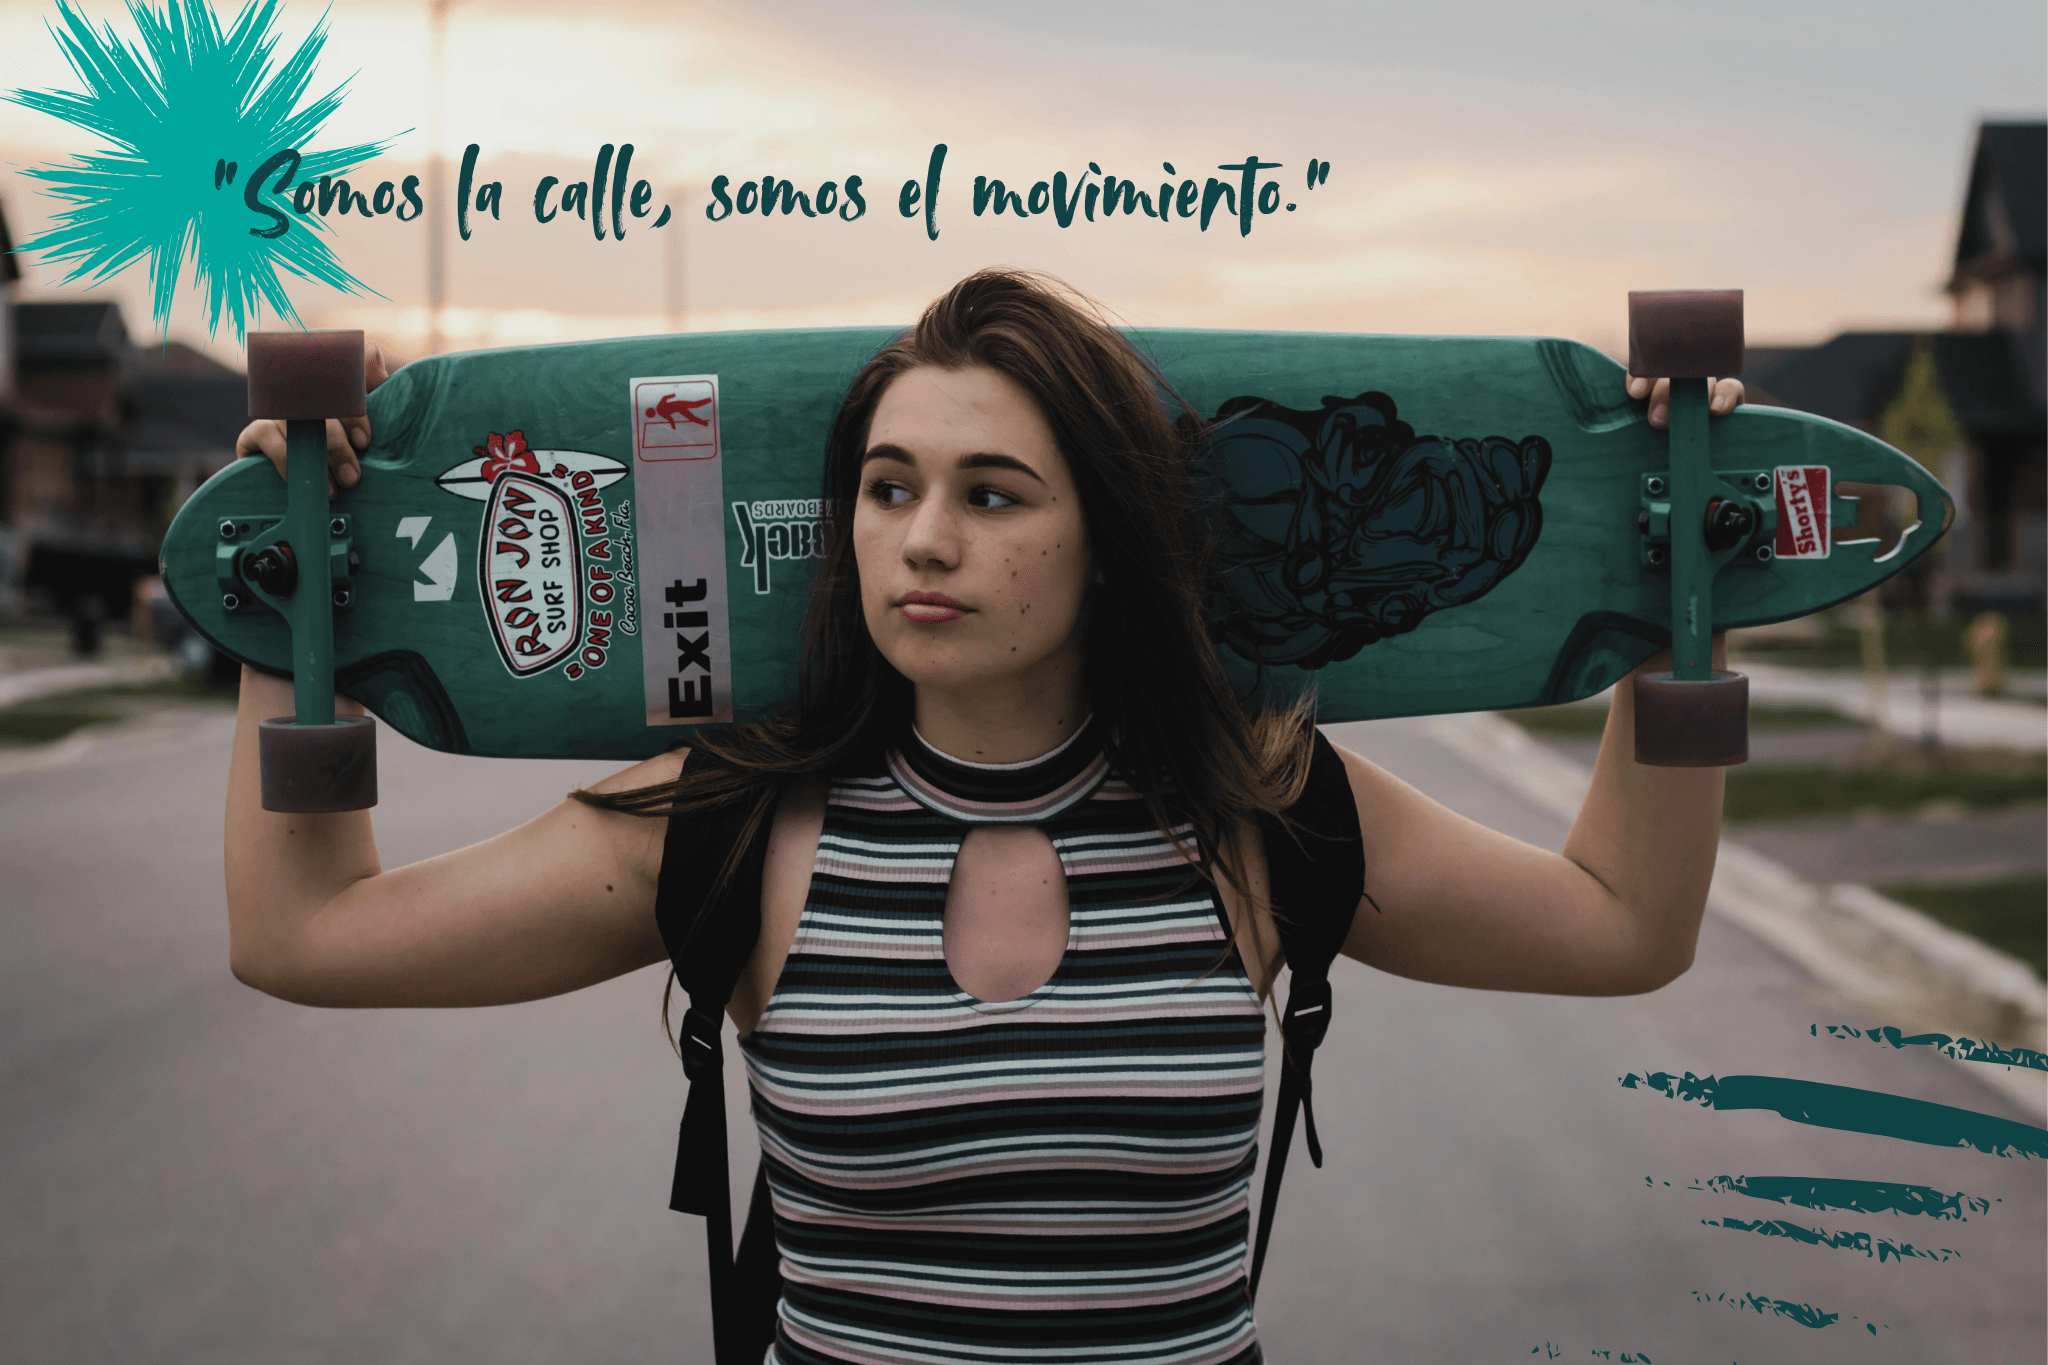 "Somos la calle, somos el movimiento."
RON JON
SURF SHOP
"ONE OF A KIND"
Cocoa Beach, Fla.
Exit
Shorty's